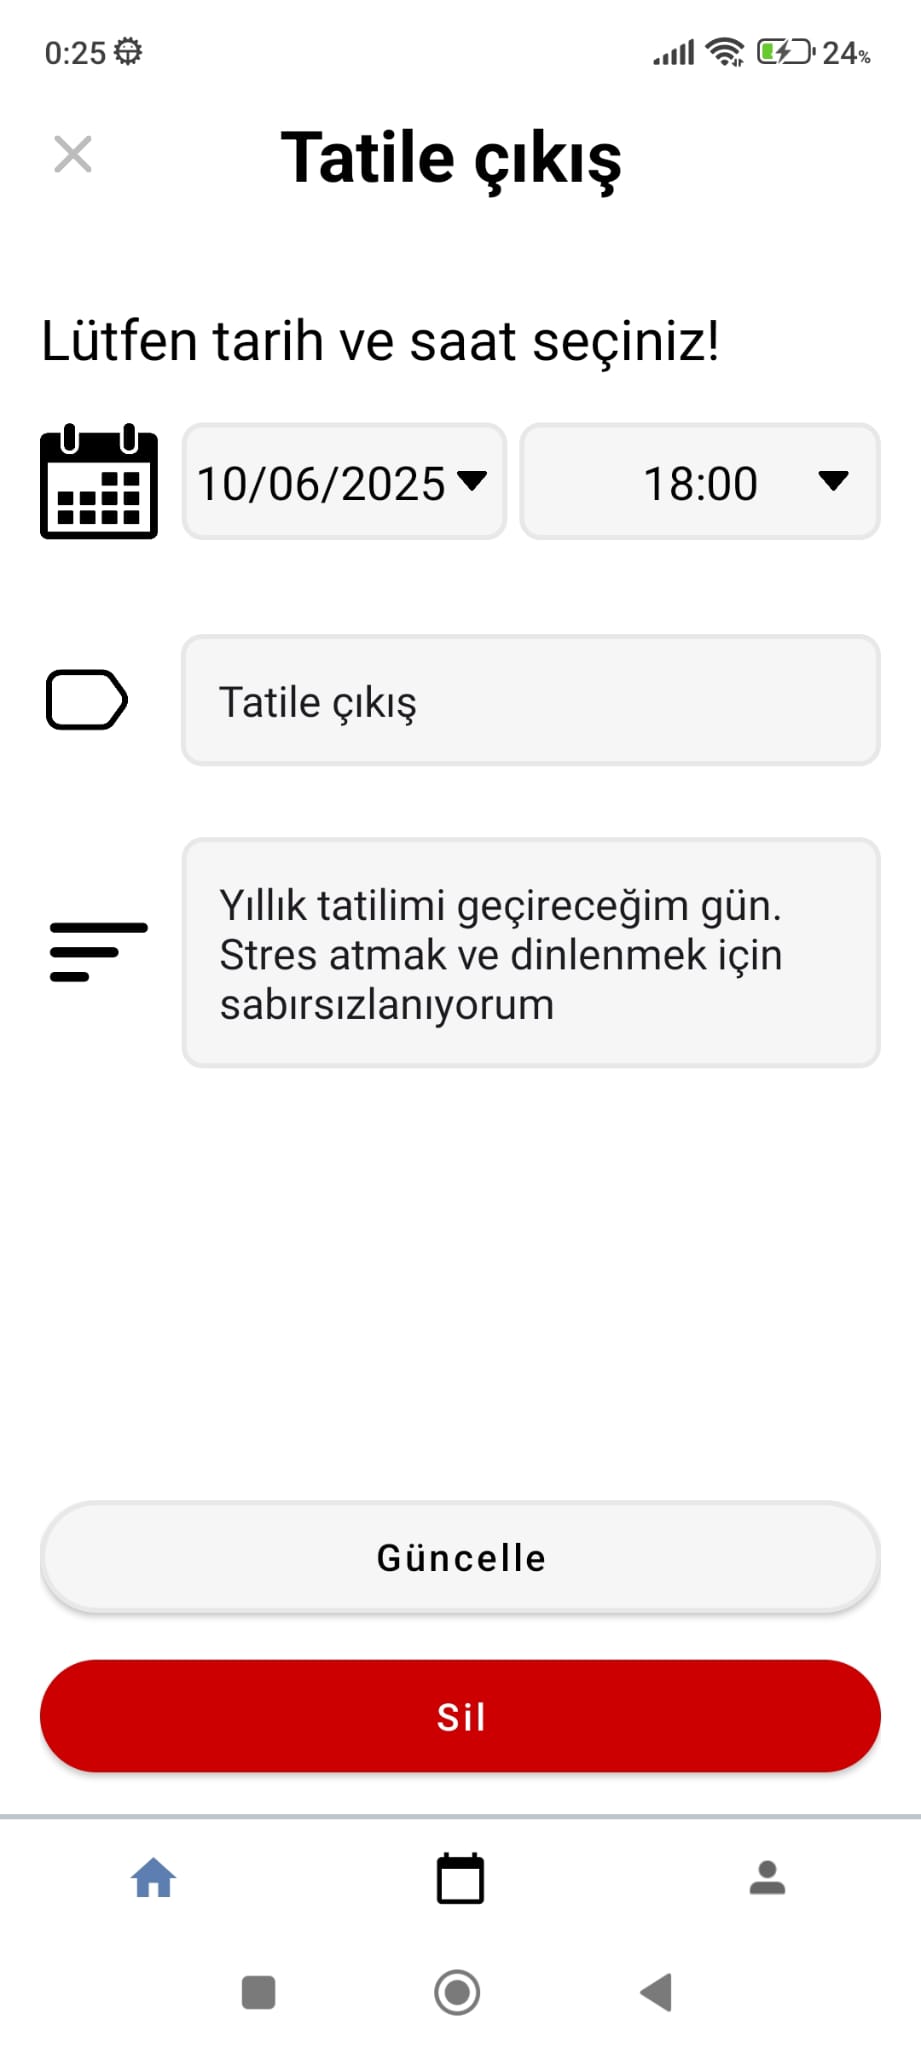 0:25
24%
Tatile çıkış
Lütfen tarih ve saat seçiniz!
10/06/2025
18:00
Tatile çıkış
Yıllık tatilimi geçireceğim gün.
Stres atmak ve dinlenmek için
sabırsızlanıyorum
Güncelle
Sil